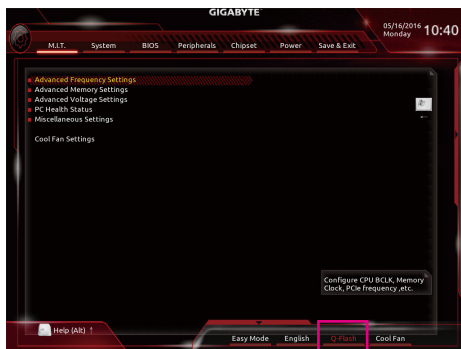 GIGABYTE
05/16/2016
Monday
10:40
M.I.T. System BIOS Peripherals Chipset Power Save & Exit
Advanced Frequency Settings
Advanced Memory Settings
Advanced Voltage Settings
PC Health Status
Miscellaneous Settings
Cool Fan Settings
Configure CPU BCLK, Memory
Clock, PCIe frequency ,etc.
Help (Alt) ↑
Easy Mode English Q-Flash Cool Fan